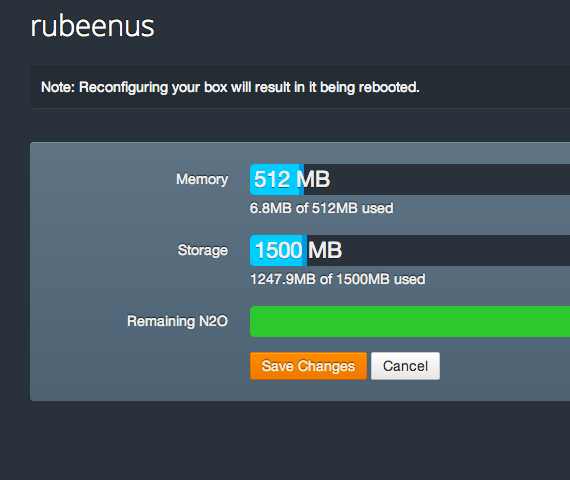 rubeenus
Note: Reconfiguring your box will result in it being rebooted.
Memory
512 MB
6.8MB of 512MB used
Storage
1500 MB
1247.9MB of 1500MB used
Remaining N2O
Save Changes
Cancel